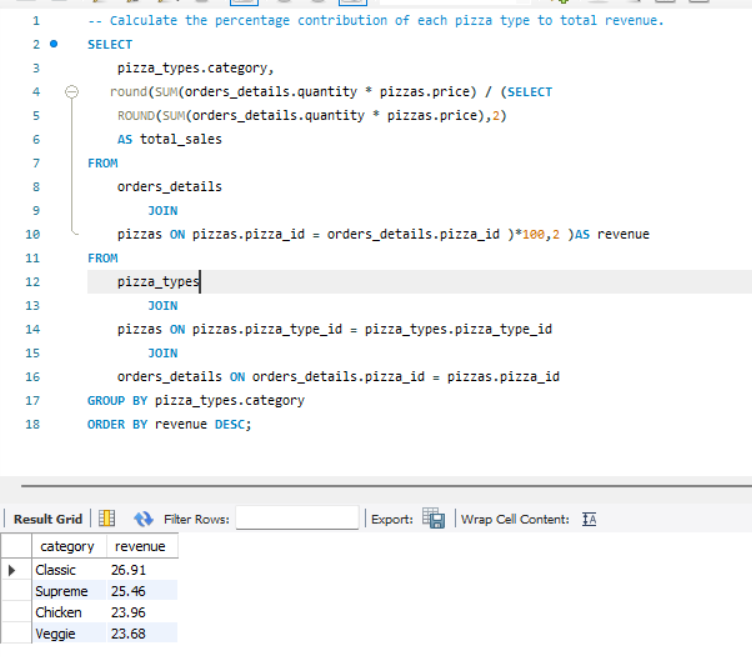 1 -- Calculate the percentage contribution of each pizza type to total revenue.
2 SELECT
3 pizza_types.category,
4 round(SUM(orders_details.quantity * pizzas.price) / (SELECT
5 ROUND(SUM(orders_details.quantity * pizzas.price),2)
6 AS total_sales
7 FROM
8 orders_details
9 JOIN
10 pizzas ON pizzas.pizza_id = orders_details.pizza_id )*100,2 )AS revenue
11 FROM
12 pizza_types
13 JOIN
14 pizzas ON pizzas.pizza_type_id = pizza_types.pizza_type_id
15 JOIN
16 orders_details ON orders_details.pizza_id = pizzas.pizza_id
17 GROUP BY pizza_types.category
18 ORDER BY revenue DESC;
Result Grid Filter Rows: Export: Wrap Cell Content: IA
category revenue
Classic 26.91
Supreme 25.46
Chicken 23.96
Veggie 23.68